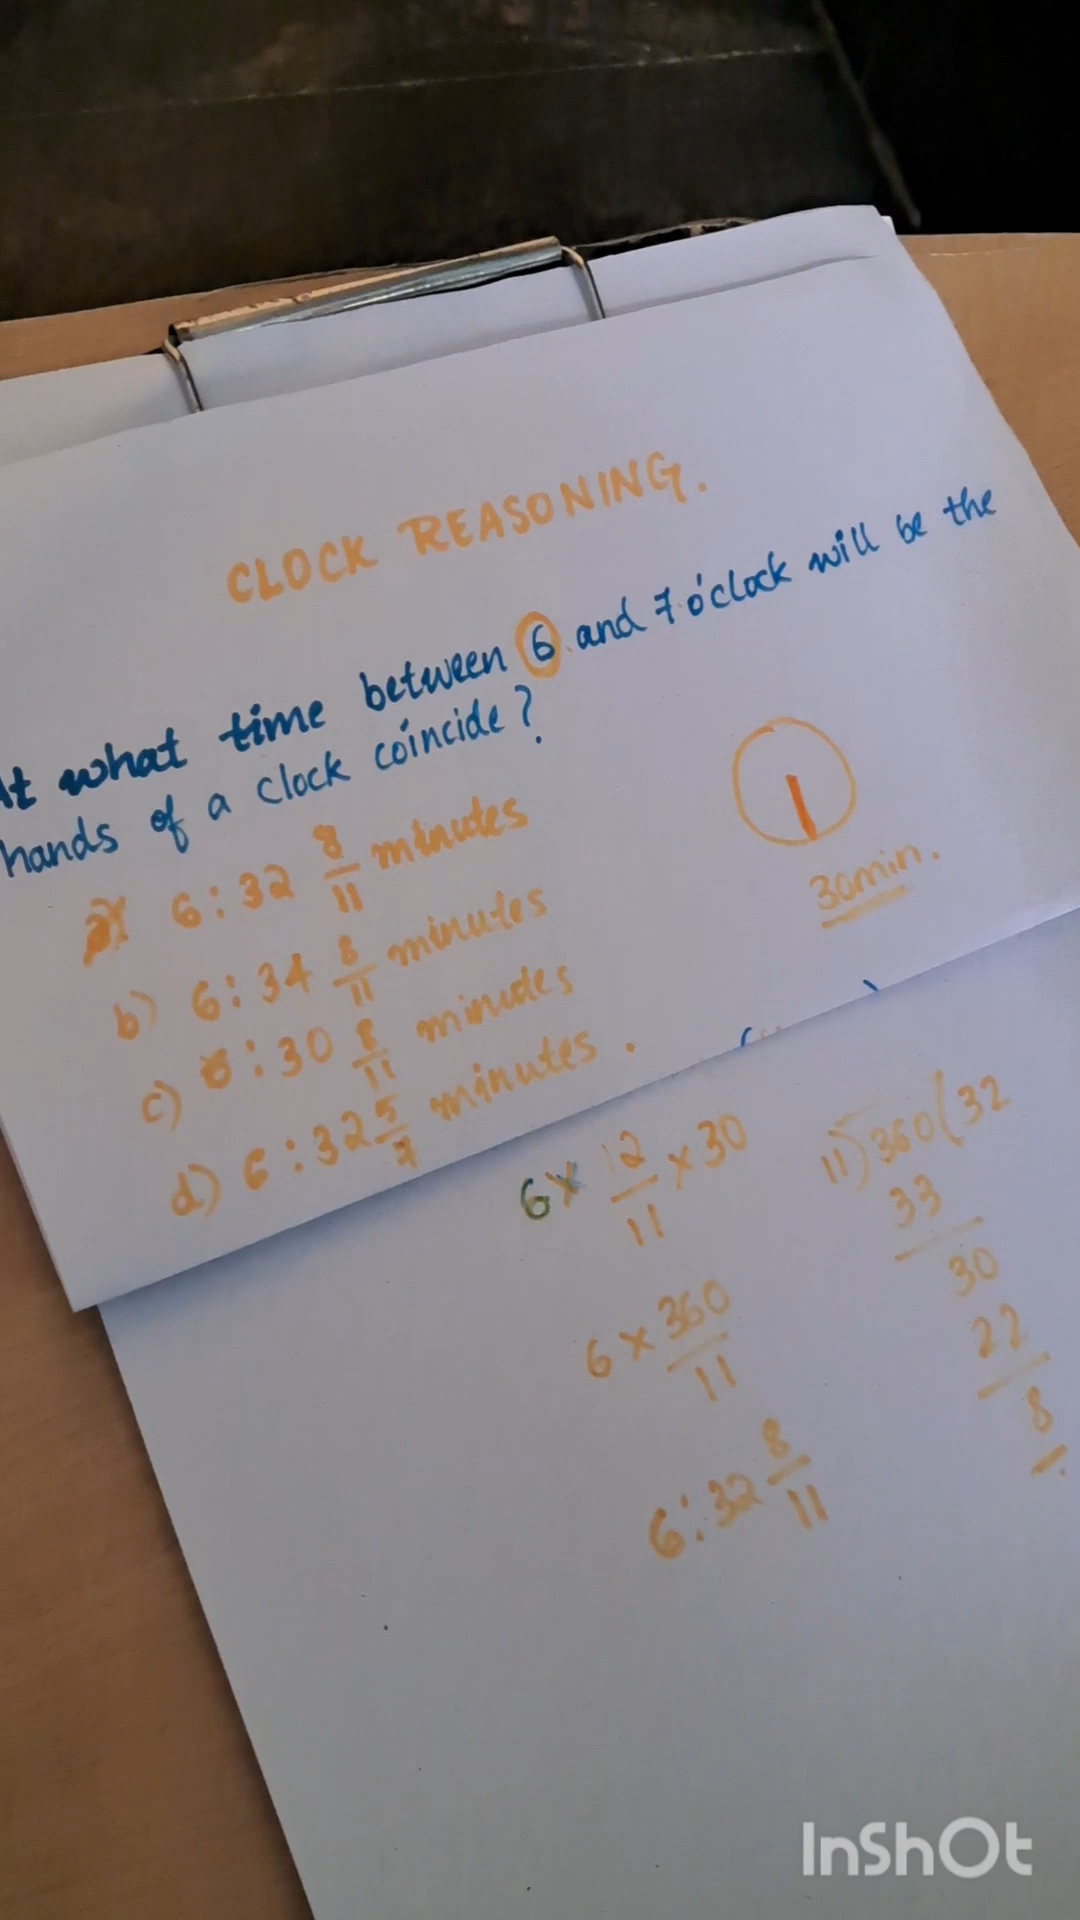 CLOCK REASONING.
At what time between 6 and 7 o'clock will be the
hands of a clock coincide?
a) 6:32 8/11 minutes
b) 6:34 8/11 minutes
c) 6:30 8/11 minutes
d) 6:32 5/7 minutes.
30min.
6 x 12/11 x 30
6 x 360/11
6:32 8/11
11)360(32
33
30
22
8
InShOt